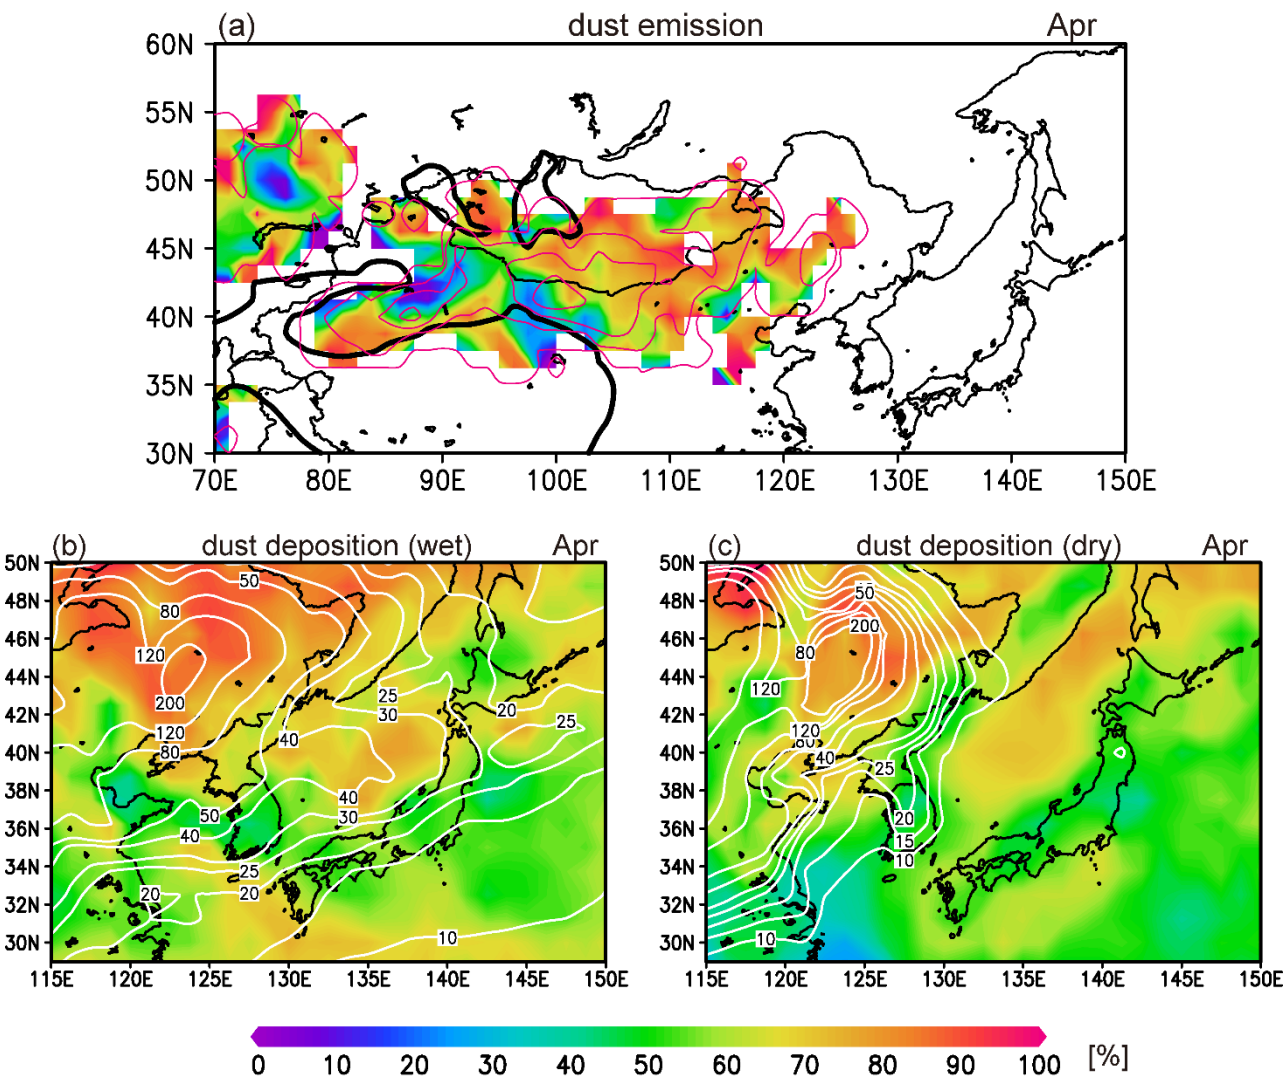 (a) dust emission Apr
60N
55N
50N
45N
40N
35N
30N
70E 80E 90E 100E 110E 120E 130E 140E 150E
(b) dust deposition (wet) Apr
50N
48N
46N
44N
42N
40N
38N
36N
34N
32N
30N
115E 120E 125E 130E 135E 140E 145E 150E
50
80
120
200
120
80
25
30
20
25
40
40
30
50
40
25
20
20
10
(c) dust deposition (dry) Apr
50N
48N
46N
44N
42N
40N
38N
36N
34N
32N
30N
115E 120E 125E 130E 135E 140E 145E 150E
50
200
80
120
120
80
40
25
20
15
10
10
0 10 20 30 40 50 60 70 80 90 100 [%]